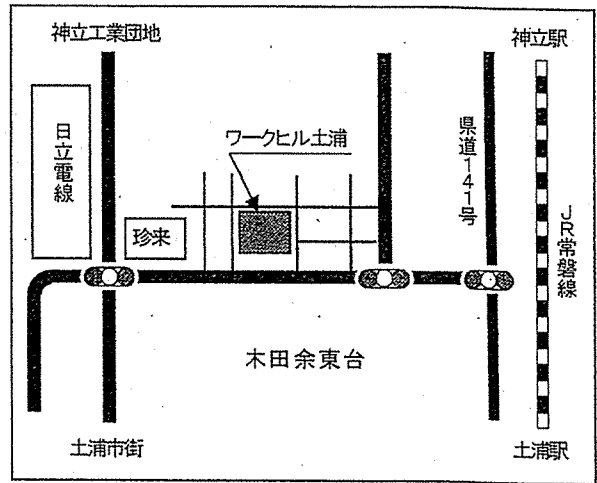 神立工業団地
神立駅
日立電線
ワークヒル土浦
県道141号
珍来
JR常磐線
木田余東台
土浦市街
土浦駅